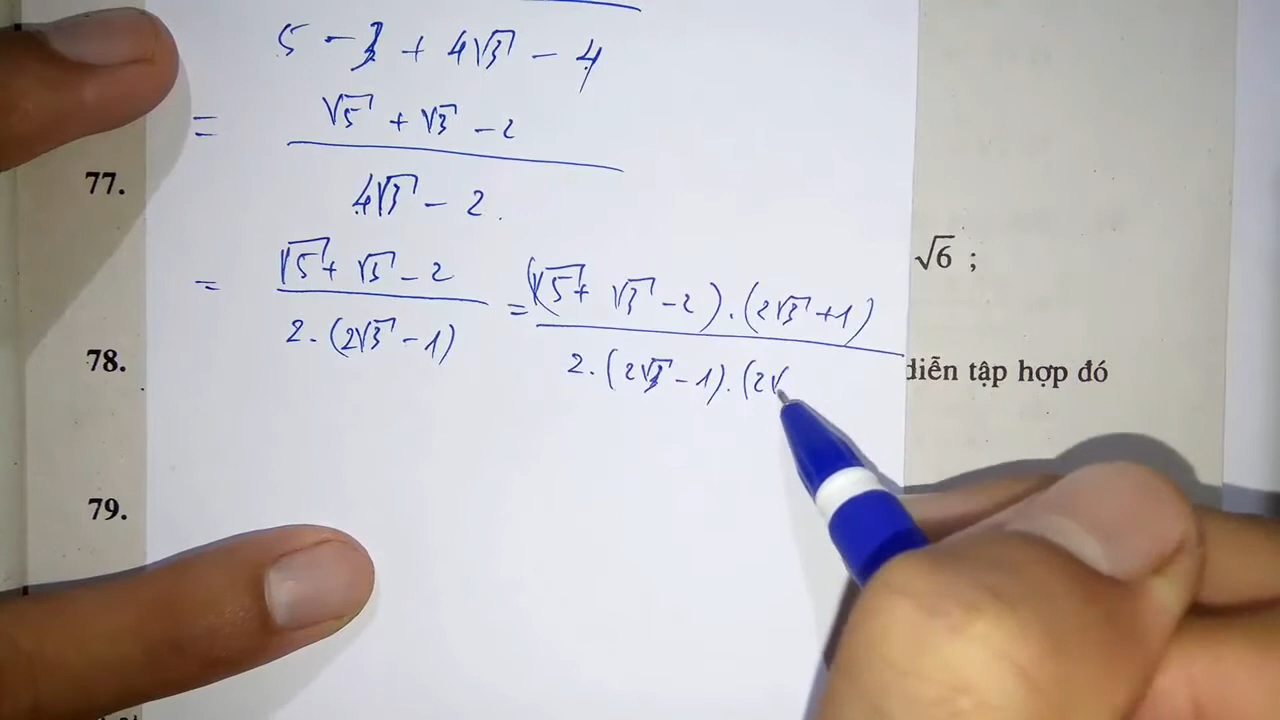 5 - 3 + 4√3 - 4
= √5 + √3 - 2
4√3 - 2.
77.
√6 ;
= √5 + √3 - 2 = (√5 + √3 - 2).(2√3 + 1)
2.(2√3 - 1) 2.(2√3 - 1).(2√
78.
diễn tập hợp đó
79.